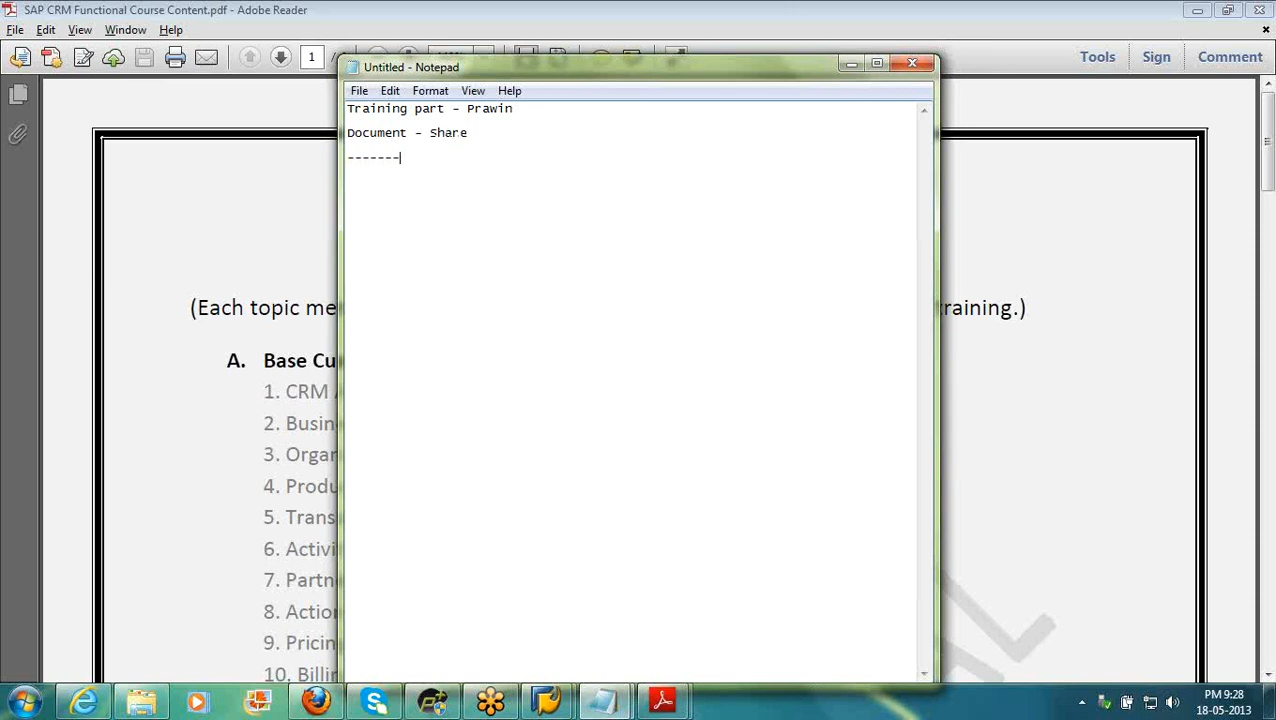 SAP CRM Functional Course Content.pdf - Adobe Reader
File Edit View Window Help
1 /
Tools Sign Comment
Untitled - Notepad
File Edit Format View Help
Training part - Prawin
Document - Share
-------
(Each topic me
training.)
A. Base Cu
1. CRM
2. Busin
3. Organ
4. Produ
5. Trans
6. Activi
7. Partn
8. Action
9. Pricin
10. Billin
PM 9:28
18-05-2013